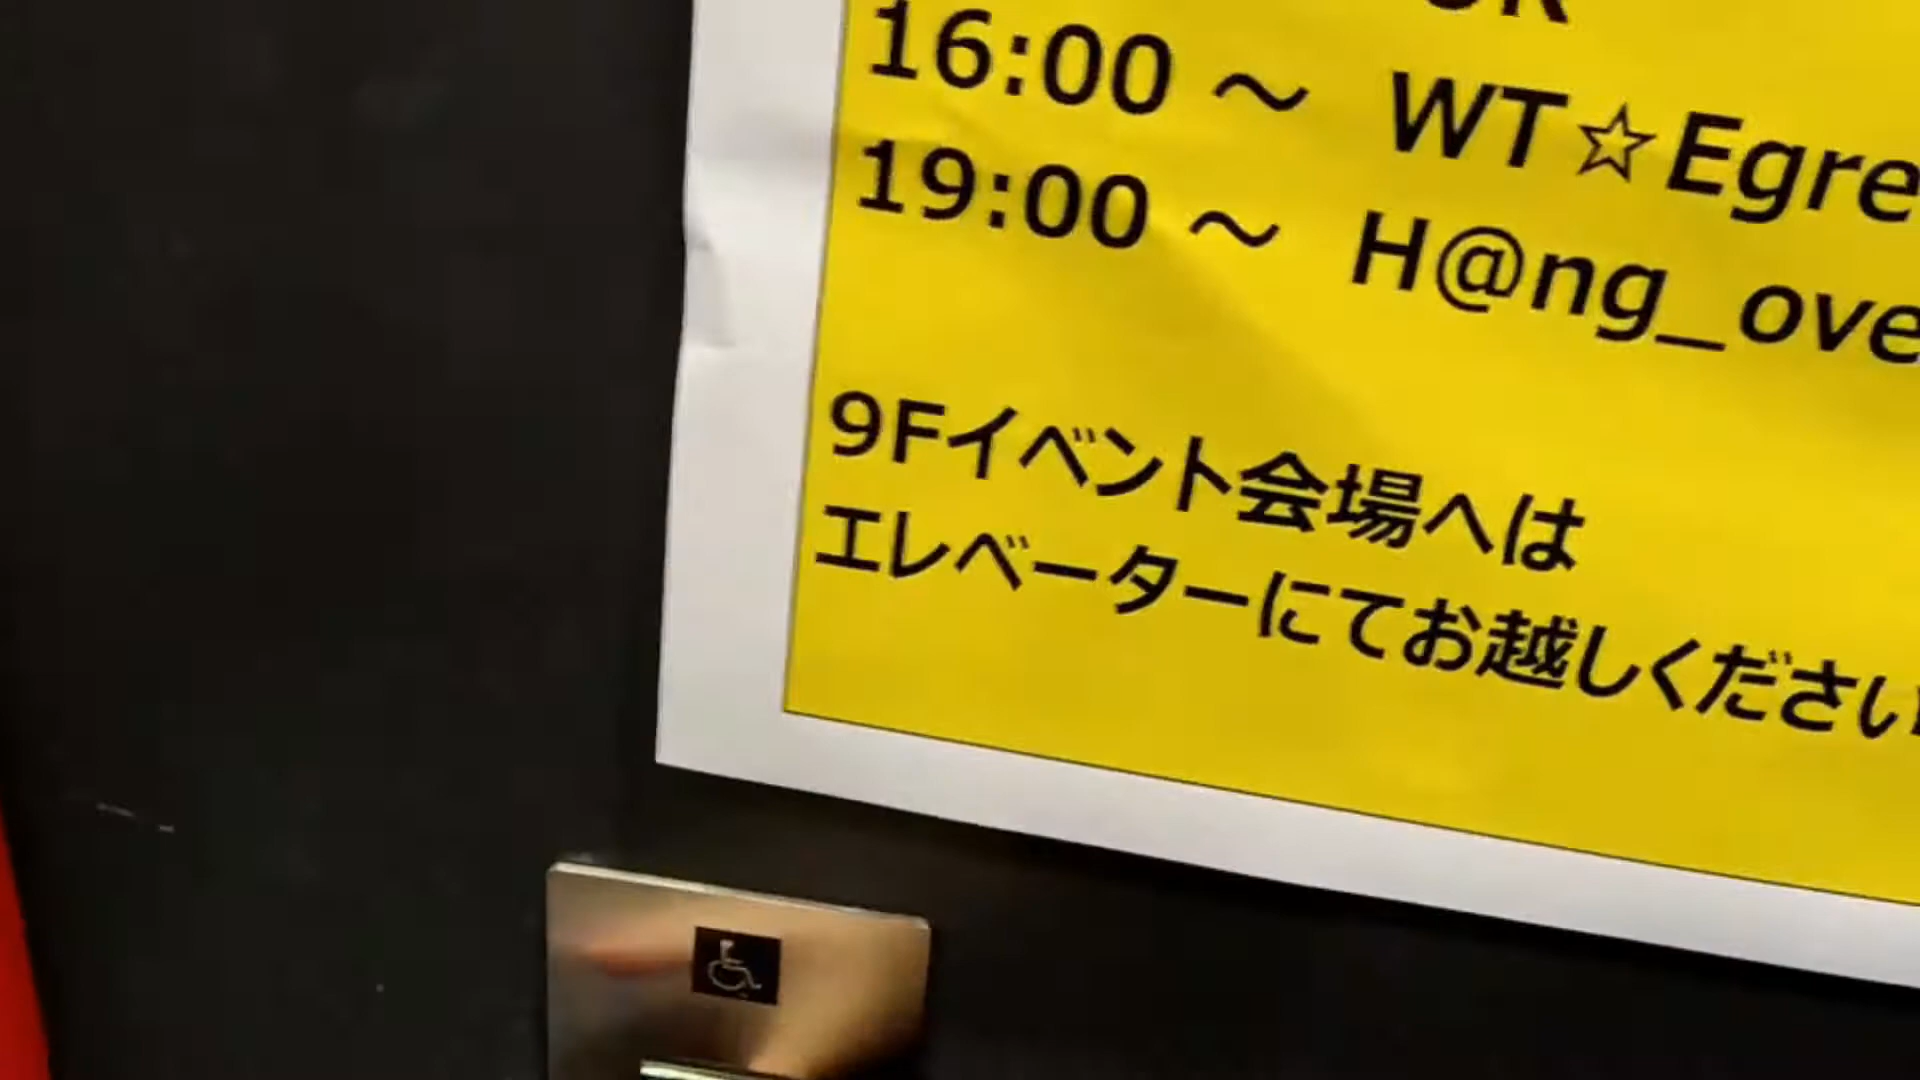 16:00 ～ WT☆Egre
19:00 ～ H@ng_ove
9Fイベント会場へは
エレベーターにてお越しください